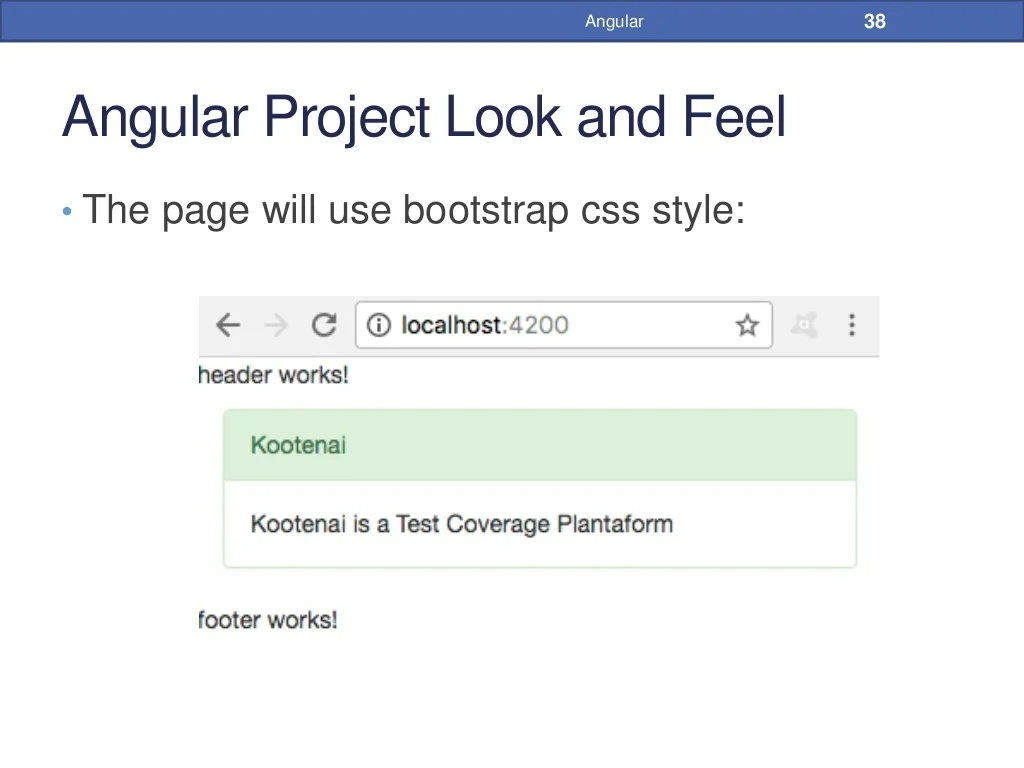 Angular 38
Angular Project Look and Feel
• The page will use bootstrap css style:
localhost:4200
header works!
Kootenai
Kootenai is a Test Coverage Plantaform
footer works!